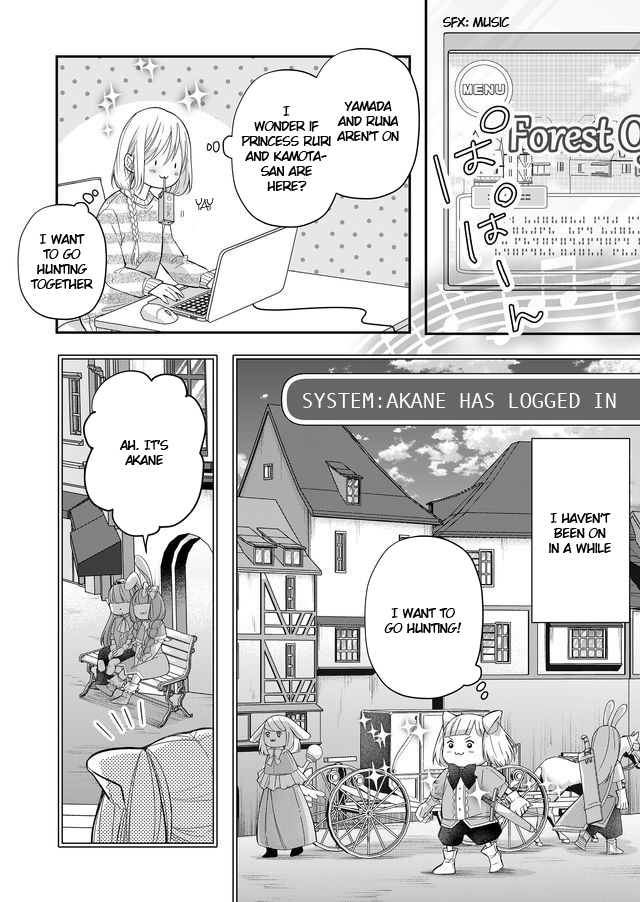 SFX: MUSIC
MENU
Forest O
ぱぱーん
YAMADA
AND RUNA
AREN'T ON
I
WONDER IF
PRINCESS RURI
AND KAMOTA-
SAN ARE
HERE?
YAY
I WANT
TO GO
HUNTING
TOGETHER
SYSTEM:AKANE HAS LOGGED IN
I HAVEN'T
BEEN ON
IN A WHILE
I WANT TO
GO HUNTING!
AH. IT'S
AKANE